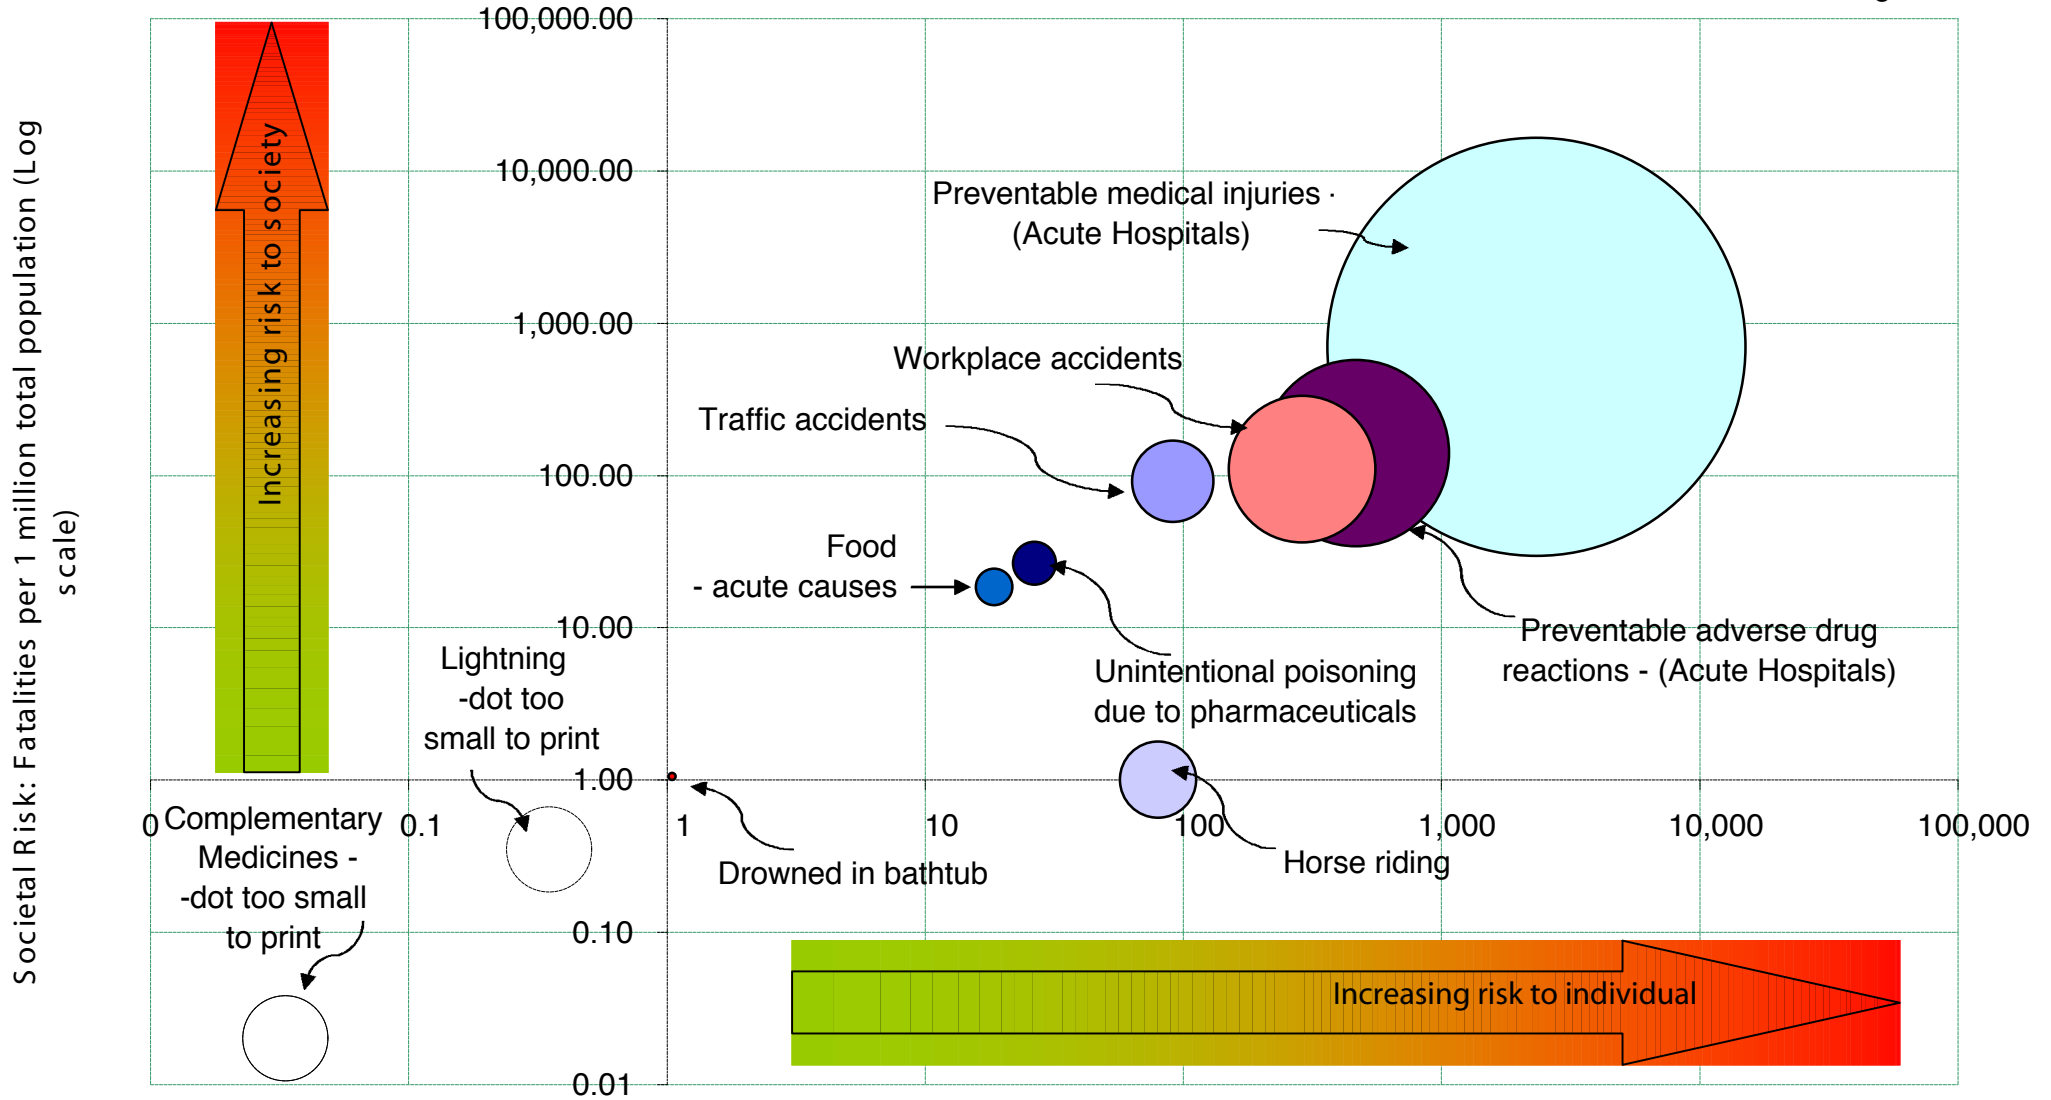 100,000.00
10,000.00
1,000.00
100.00
10.00
1.00
0.10
0.01
Societal Risk: Fatalities per 1 million total population (Log
scale)
Increasing risk to society
Preventable medical injuries ·
(Acute Hospitals)
Workplace accidents
Traffic accidents
Food
- acute causes
Lightning
-dot too
small to print
Unintentional poisoning
due to pharmaceuticals
Preventable adverse drug
reactions - (Acute Hospitals)
0
0.1
1
10
100
1,000
10,000
100,000
Complementary
Medicines -
-dot too small
to print
Drowned in bathtub
Horse riding
Increasing risk to individual